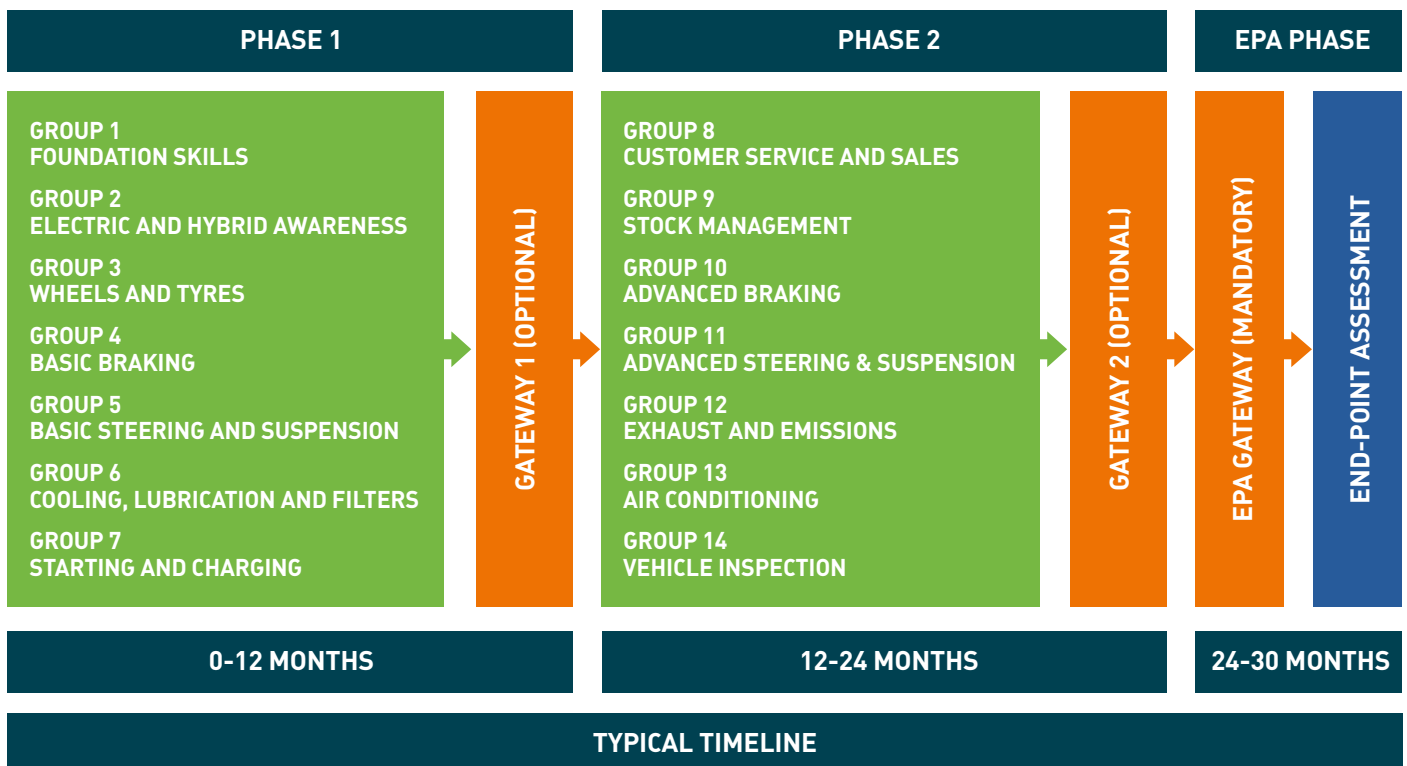 PHASE 1
PHASE 2
EPA PHASE
GROUP 1
FOUNDATION SKILLS
GROUP 2
ELECTRIC AND HYBRID AWARENESS
GROUP 3
WHEELS AND TYRES
GROUP 4
BASIC BRAKING
GROUP 5
BASIC STEERING AND SUSPENSION
GROUP 6
COOLING, LUBRICATION AND FILTERS
GROUP 7
STARTING AND CHARGING
GATEWAY 1 (OPTIONAL)
GROUP 8
CUSTOMER SERVICE AND SALES
GROUP 9
STOCK MANAGEMENT
GROUP 10
ADVANCED BRAKING
GROUP 11
ADVANCED STEERING & SUSPENSION
GROUP 12
EXHAUST AND EMISSIONS
GROUP 13
AIR CONDITIONING
GROUP 14
VEHICLE INSPECTION
GATEWAY 2 (OPTIONAL)
EPA GATEWAY (MANDATORY)
END-POINT ASSESSMENT
0-12 MONTHS
12-24 MONTHS
24-30 MONTHS
TYPICAL TIMELINE